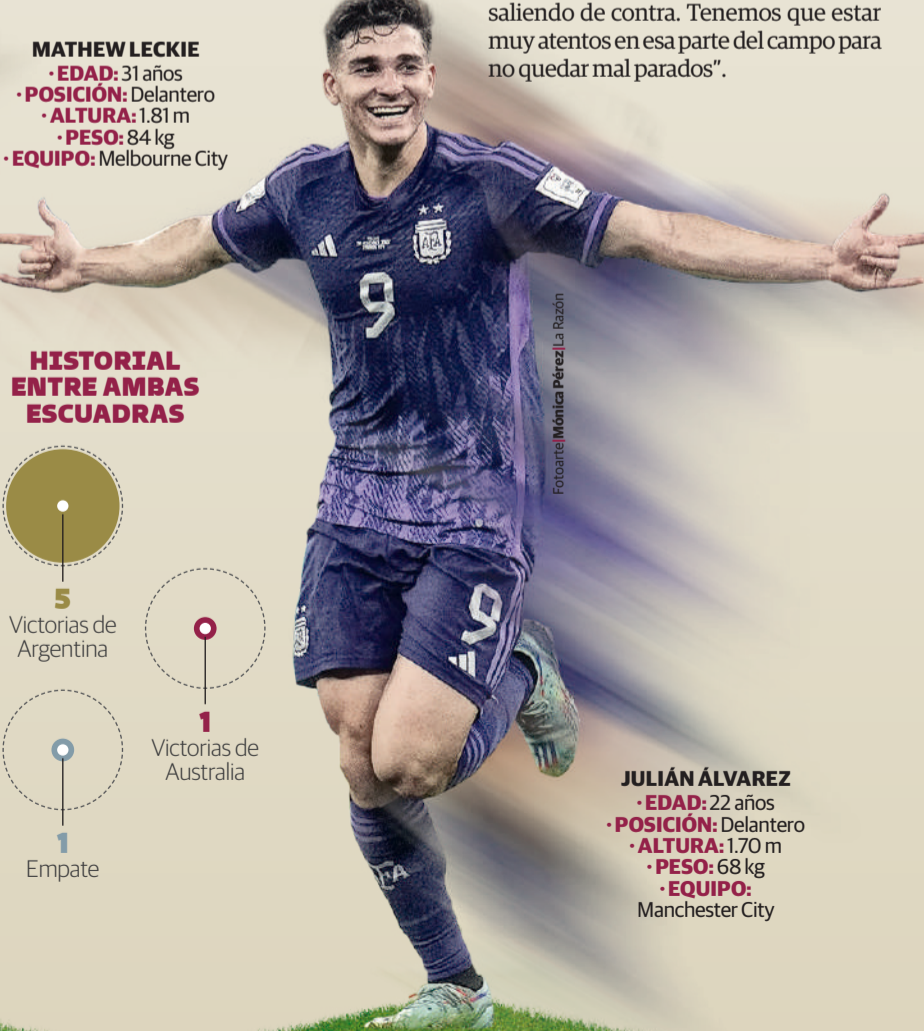 saliendo de contra. Tenemos que estar
muy atentos en esa parte del campo para
no quedar mal parados”.
MATHEW LECKIE
· EDAD: 31 años
· POSICIÓN: Delantero
· ALTURA: 1.81 m
· PESO: 84 kg
· EQUIPO: Melbourne City
AFA
9
Fotoarte|Mónica Pérez|La Razón
HISTORIAL
ENTRE AMBAS
ESCUADRAS
5
Victorias de
Argentina
1
Victorias de
Australia
1
Empate
9
JULIÁN ÁLVAREZ
· EDAD: 22 años
· POSICIÓN: Delantero
· ALTURA: 1.70 m
· PESO: 68 kg
· EQUIPO:
Manchester City